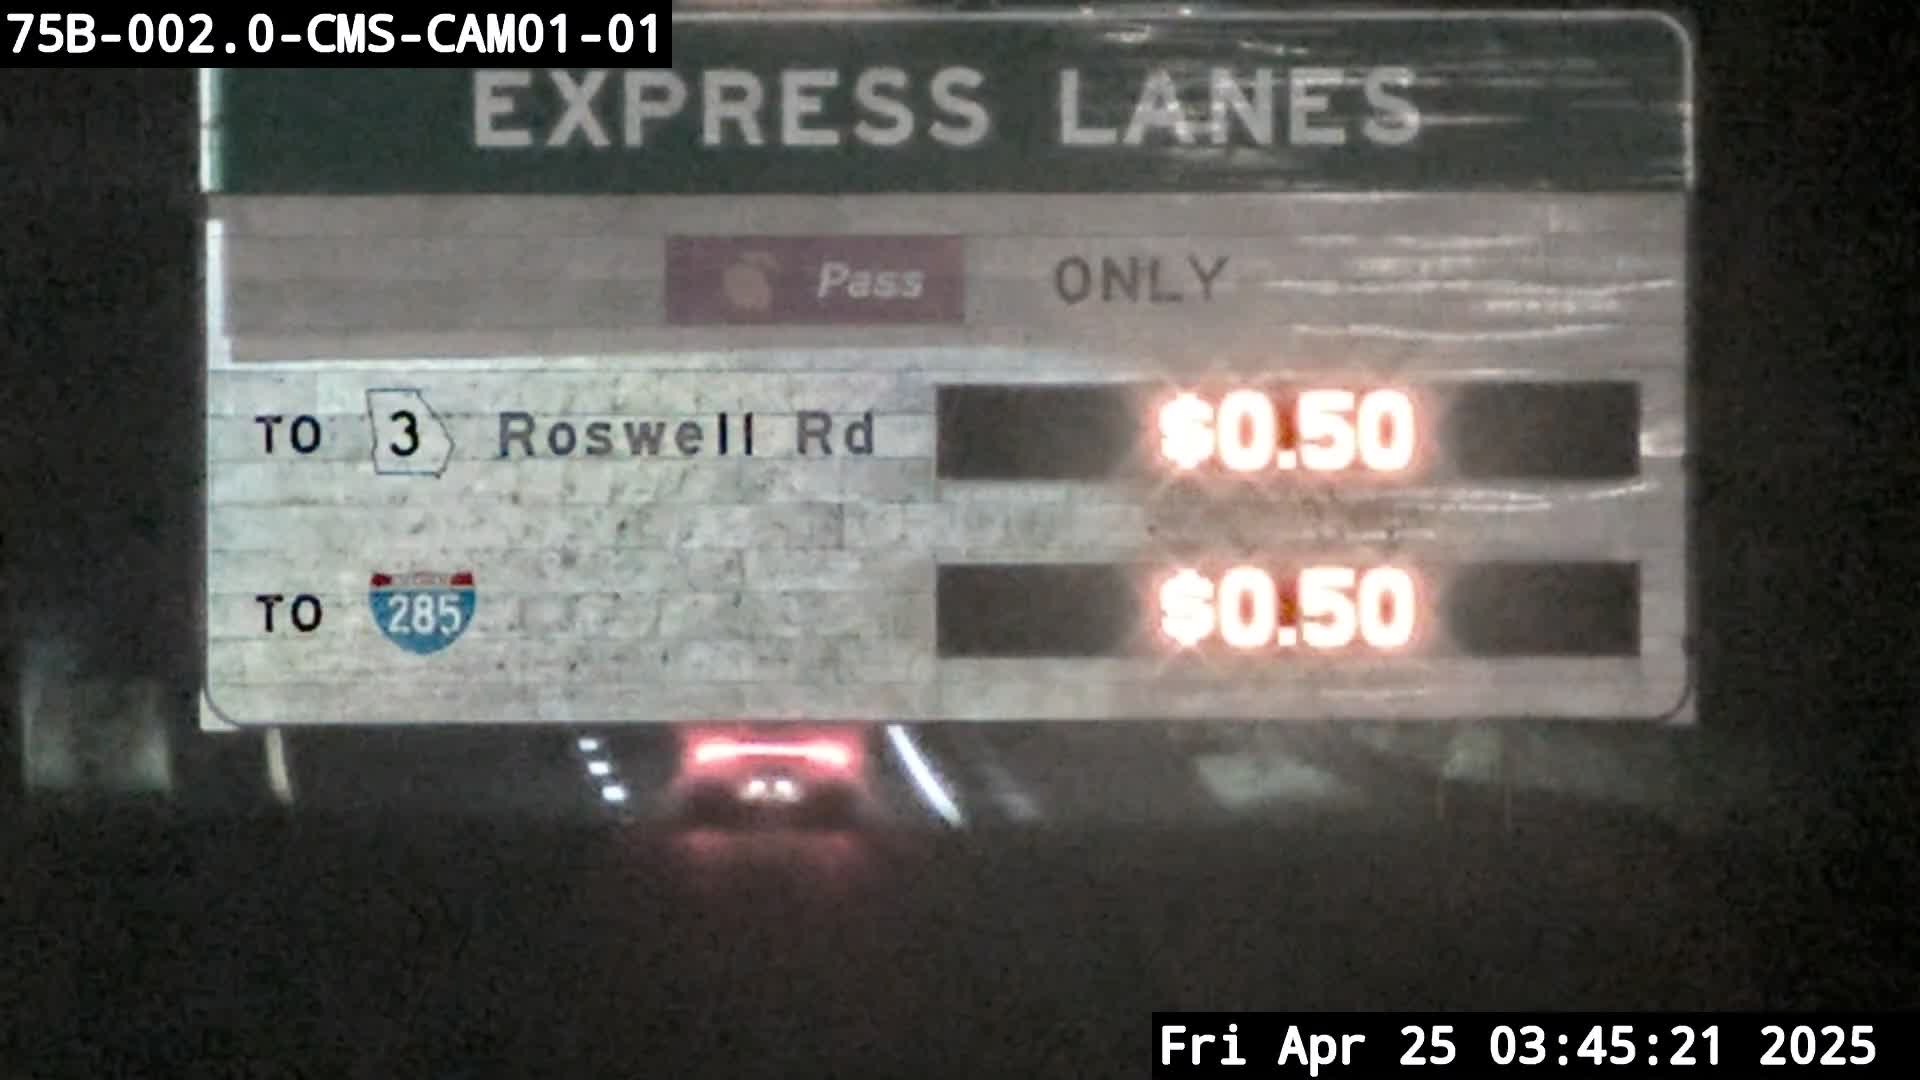 75B-002.0-CMS-CAM01-01
EXPRESS LANES
Pass ONLY
TO 3 Roswell Rd $0.50
TO 285 $0.50
Fri Apr 25 03:45:21 2025